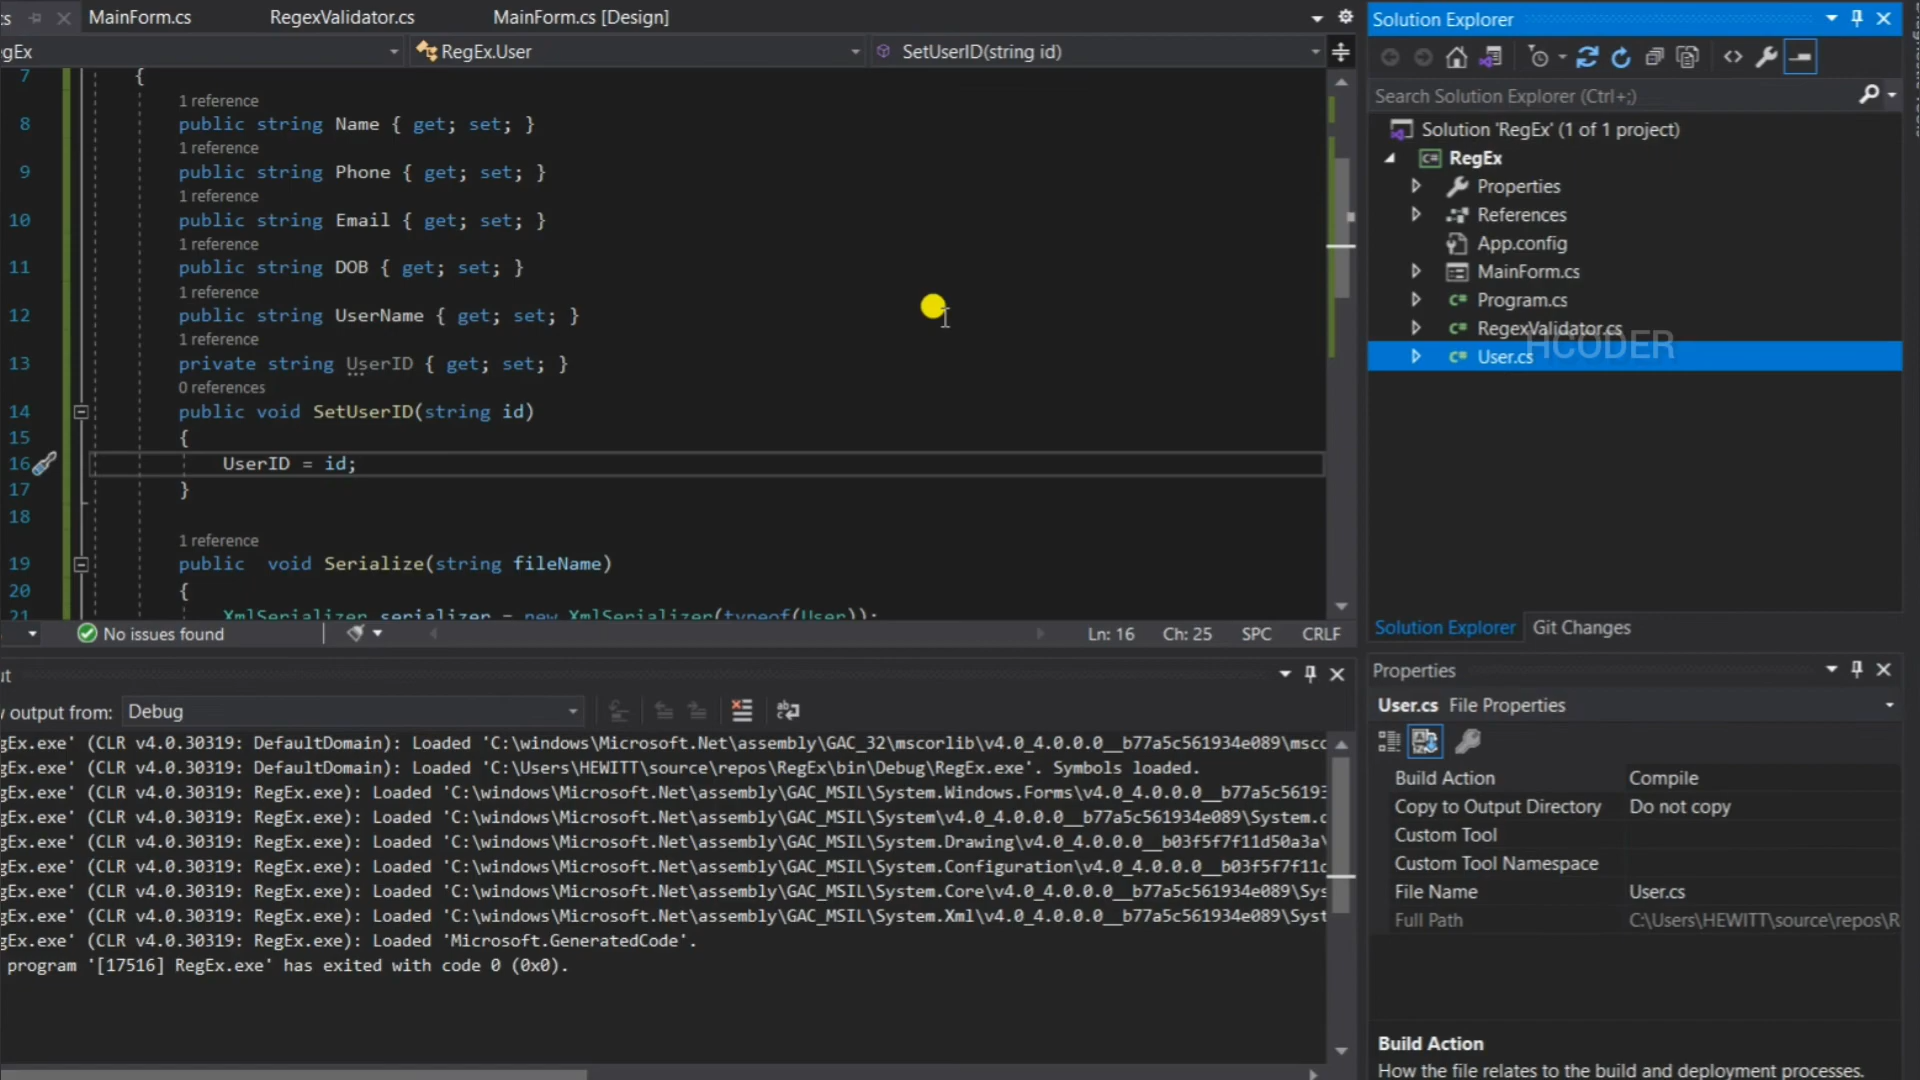 cs MainForm.cs RegexValidator.cs MainForm.cs [Design]
gEx RegEx.User SetUserID(string id)
7 {
1 reference
8 public string Name { get; set; }
1 reference
9 public string Phone { get; set; }
1 reference
10 public string Email { get; set; }
1 reference
11 public string DOB { get; set; }
1 reference
12 public string UserName { get; set; }
1 reference
13 private string UserID { get; set; }
0 references
14 public void SetUserID(string id)
15 {
16 UserID = id;
17 }
18
1 reference
19 public void Serialize(string fileName)
20 {
21 XmlSerializer serializer = new XmlSerializer(typeof(User));
No issues found Ln: 16 Ch: 25 SPC CRLF
ut
output from: Debug
gEx.exe' (CLR v4.0.30319: DefaultDomain): Loaded 'C:\windows\Microsoft.Net\assembly\GAC_32\mscorlib\v4.0_4.0.0.0__b77a5c561934e089\msco
gEx.exe' (CLR v4.0.30319: DefaultDomain): Loaded 'C:\Users\HEWITT\source\repos\RegEx\bin\Debug\RegEx.exe'. Symbols loaded.
gEx.exe' (CLR v4.0.30319: RegEx.exe): Loaded 'C:\windows\Microsoft.Net\assembly\GAC_MSIL\System.Windows.Forms\v4.0_4.0.0.0__b77a5c56193
gEx.exe' (CLR v4.0.30319: RegEx.exe): Loaded 'C:\windows\Microsoft.Net\assembly\GAC_MSIL\System\v4.0_4.0.0.0__b77a5c561934e089\System.d
gEx.exe' (CLR v4.0.30319: RegEx.exe): Loaded 'C:\windows\Microsoft.Net\assembly\GAC_MSIL\System.Drawing\v4.0_4.0.0.0__b03f5f7f11d50a3a\
gEx.exe' (CLR v4.0.30319: RegEx.exe): Loaded 'C:\windows\Microsoft.Net\assembly\GAC_MSIL\System.Configuration\v4.0_4.0.0.0__b03f5f7f11d
gEx.exe' (CLR v4.0.30319: RegEx.exe): Loaded 'C:\windows\Microsoft.Net\assembly\GAC_MSIL\System.Core\v4.0_4.0.0.0__b77a5c561934e089\Sys
gEx.exe' (CLR v4.0.30319: RegEx.exe): Loaded 'C:\windows\Microsoft.Net\assembly\GAC_MSIL\System.Xml\v4.0_4.0.0.0__b77a5c561934e089\Syst
gEx.exe' (CLR v4.0.30319: RegEx.exe): Loaded 'Microsoft.GeneratedCode'.
program '[17516] RegEx.exe' has exited with code 0 (0x0).
Solution Explorer
Search Solution Explorer (Ctrl+;)
Solution 'RegEx' (1 of 1 project)
RegEx
Properties
References
App.config
MainForm.cs
Program.cs
RegexValidator.cs
HCODER
User.cs
Solution Explorer Git Changes
Properties
User.cs File Properties
Build Action Compile
Copy to Output Directory Do not copy
Custom Tool
Custom Tool Namespace
File Name User.cs
Full Path C:\Users\HEWITT\source\repos\R
Build Action
How the file relates to the build and deployment processes.